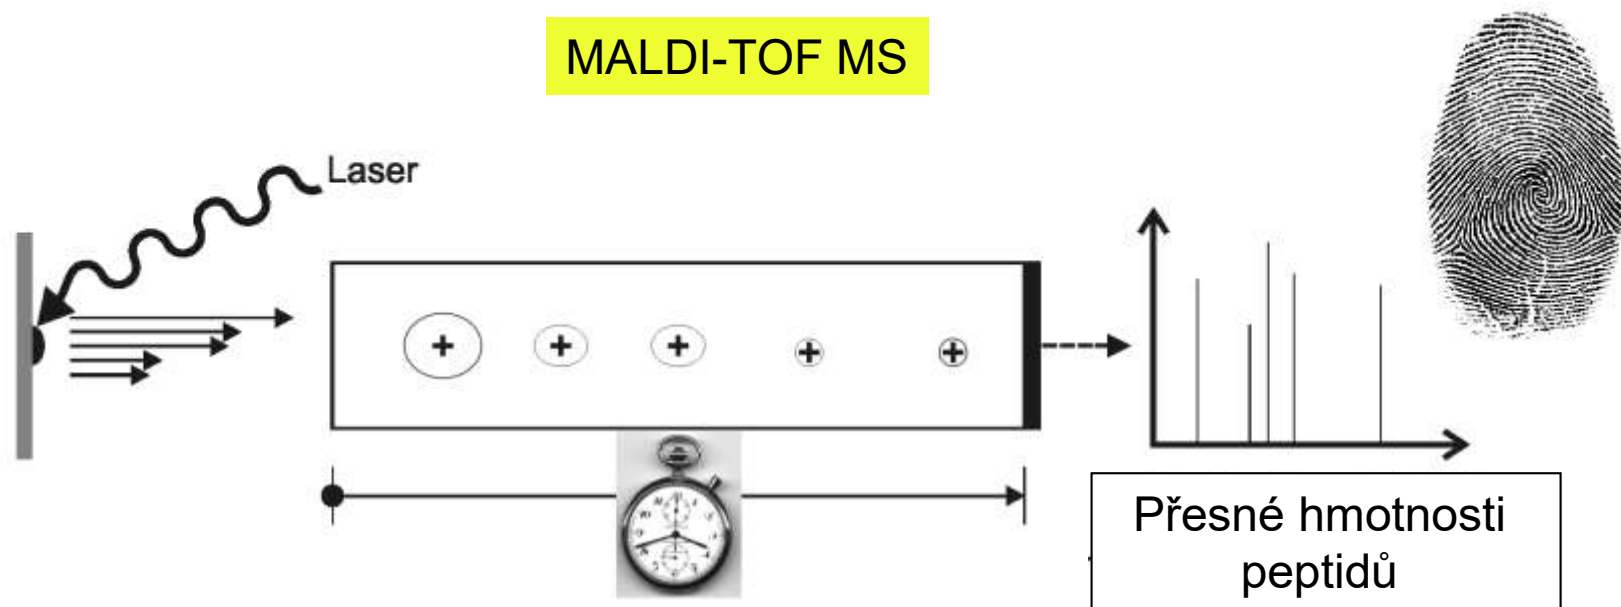 MALDI-TOF MS
Laser
+ + + + +
Přesné hmotnosti
peptidů